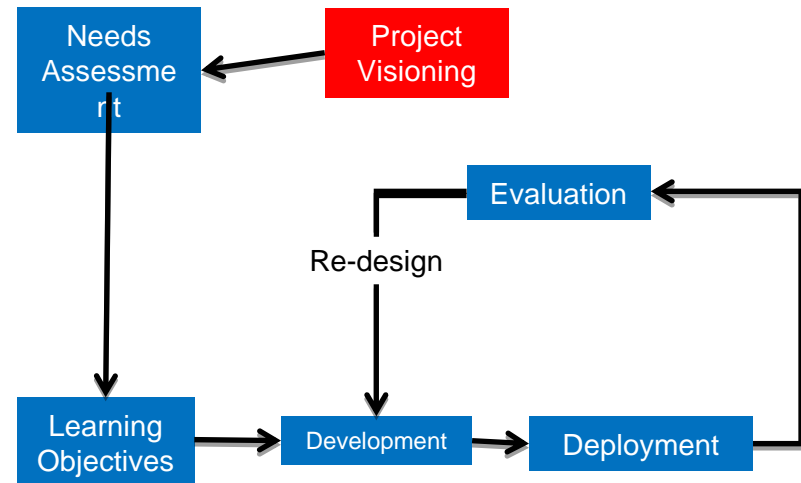 Needs
Assessme
nt
Project
Visioning
Evaluation
Re-design
Learning
Objectives
Development
Deployment